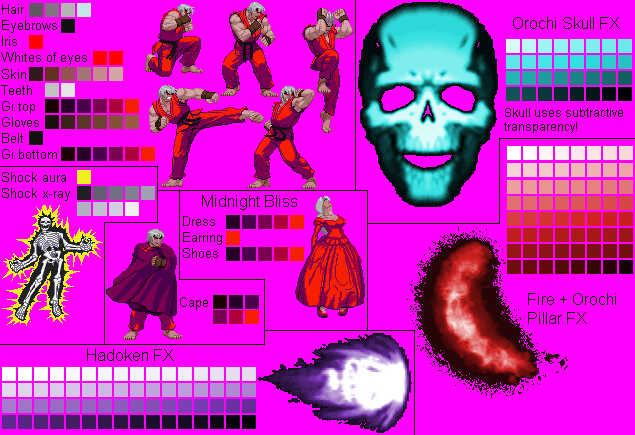 Hair
Eyebrows
Iris
Whites of eyes
Skin
Teeth
Gi top
Gloves
Belt
Gi bottom
Shock aura
Shock x-ray
Midnight Bliss
Dress
Earring
Shoes
Cape
Hadoken FX
Orochi Skull FX
Skull uses subtractive
transparency!
Fire + Orochi
Pillar FX